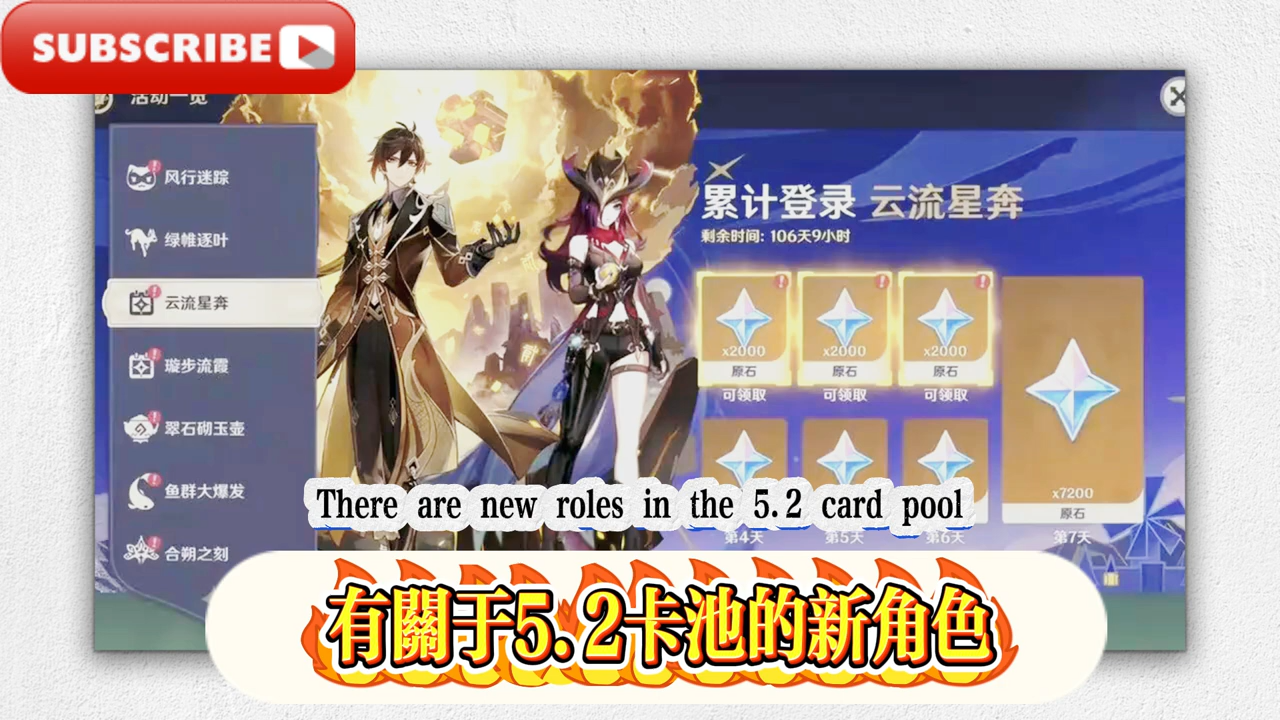 SUBSCRIBE
活动一览
风行迷踪
绿帷逐叶
云流星奔
璇步流霞
翠石砌玉壶
鱼群大爆发
合朔之刻
累计登录 云流星奔
剩余时间: 106天9小时
x2000 x2000 x2000
原石 原石 原石
可领取 可领取 可领取
x7200
原石
第4天 第5天 第6天 第7天
There are new roles in the 5.2 card pool
有關于5.2卡池的新角色